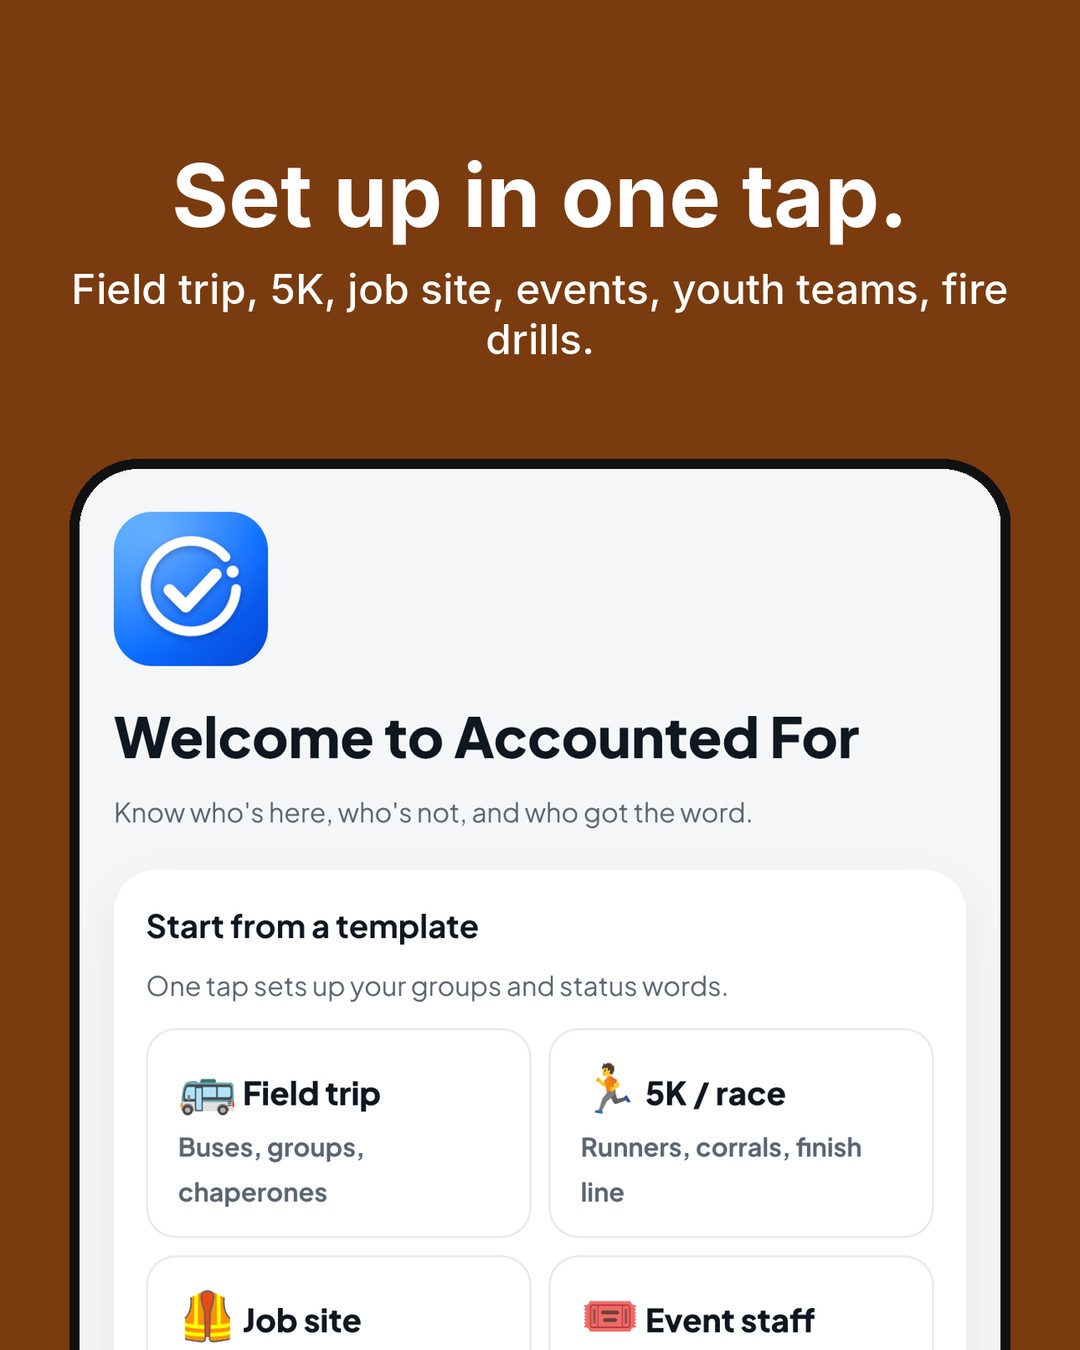 Set up in one tap.
Field trip, 5K, job site, events, youth teams, fire
drills.
Welcome to Accounted For
Know who's here, who's not, and who got the word.
Start from a template
One tap sets up your groups and status words.
Field trip
Buses, groups,
chaperones
5K / race
Runners, corrals, finish
line
Job site
Event staff